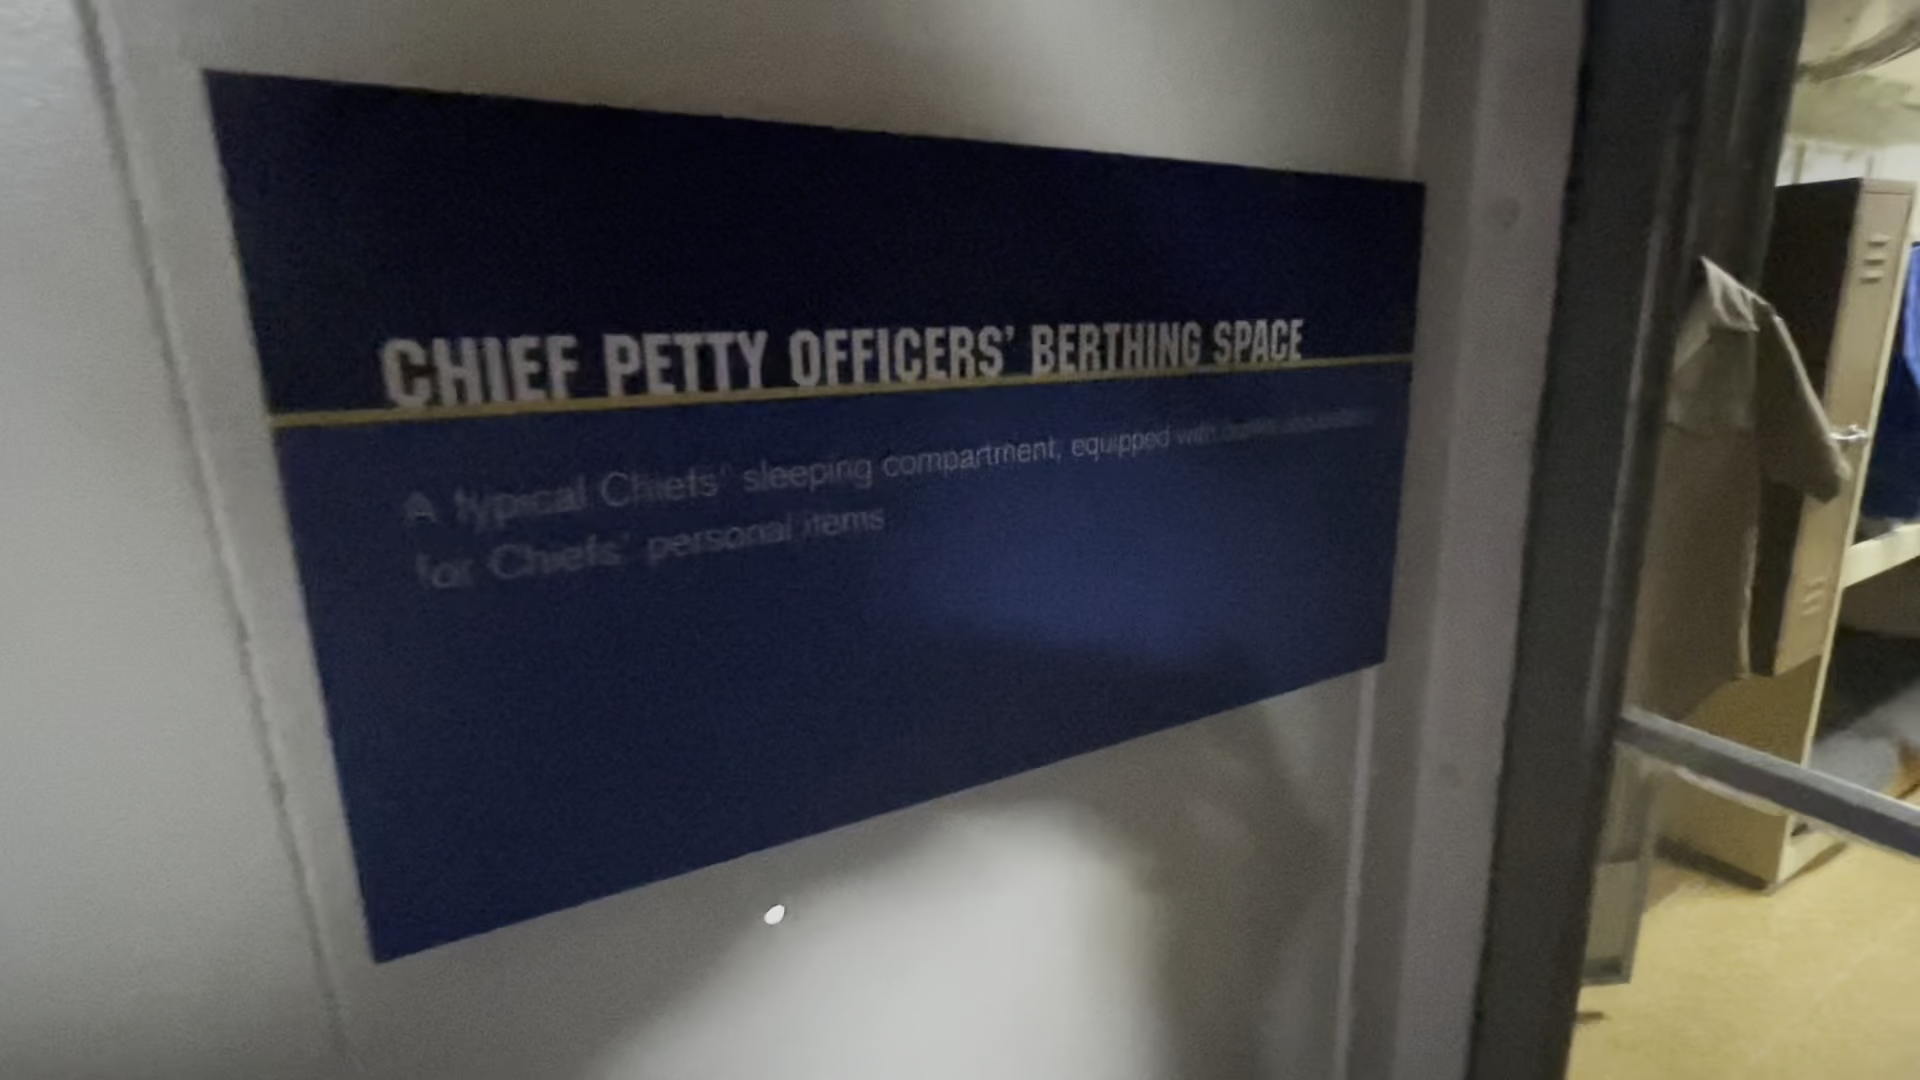 CHIEF PETTY OFFICERS' BERTHING SPACE
A typical Chiefs' sleeping compartment, equipped with
for Chiefs' personal items